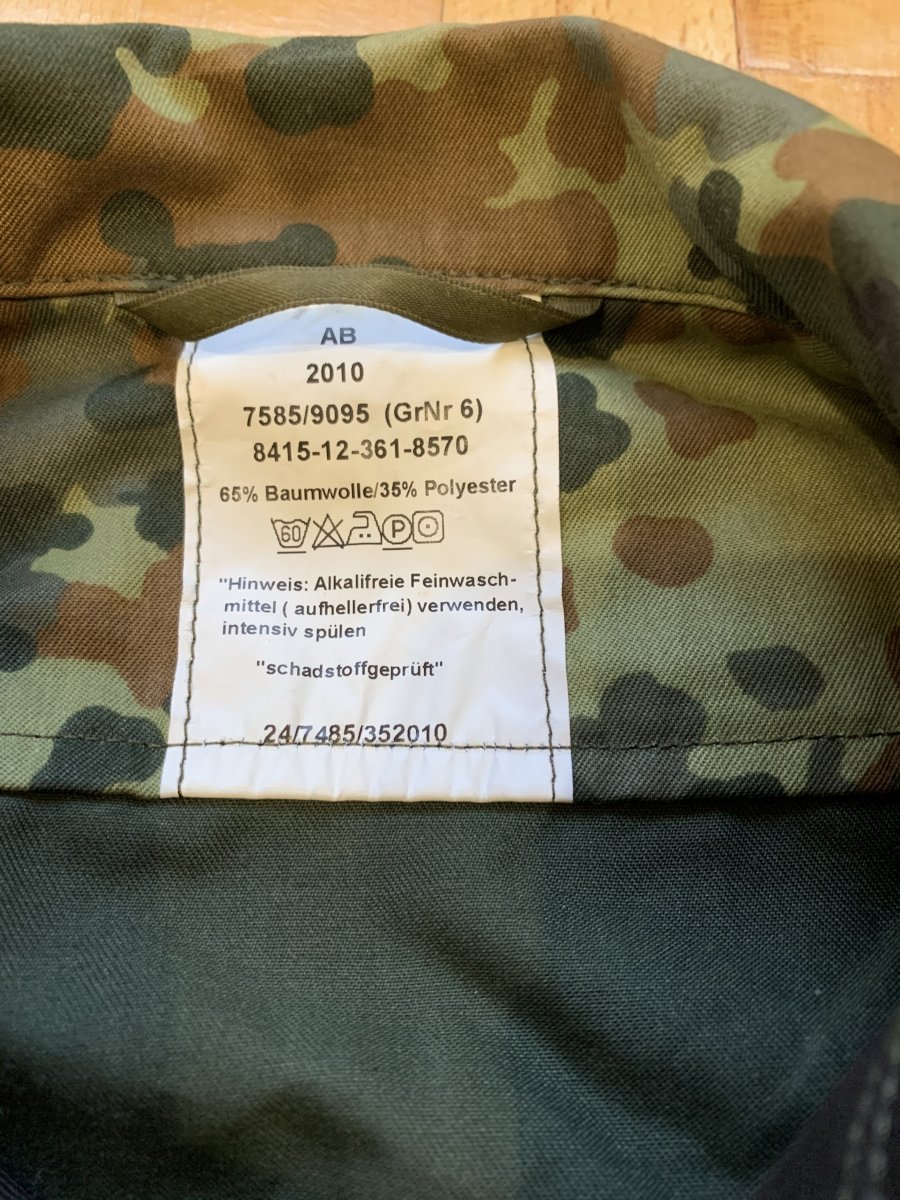 AB
2010
7585/9095 (GrNr 6)
8415-12-361-8570
65% Baumwolle/35% Polyester
60 P
"Hinweis: Alkalifreie Feinwasch-
mittel ( aufhellerfrei) verwenden,
intensiv spülen
"schadstoffgeprüft"
24/7485/352010